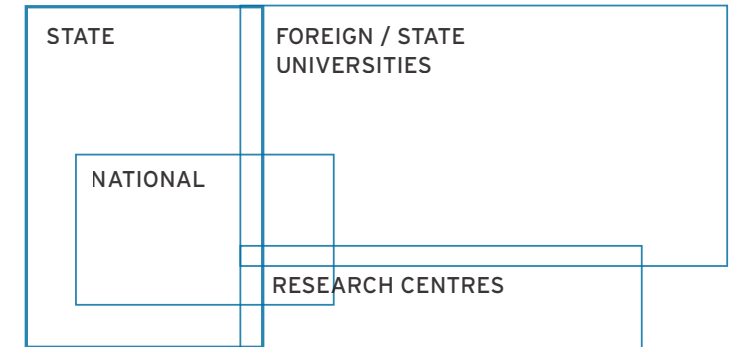 STATE
FOREIGN / STATE
UNIVERSITIES
NATIONAL
RESEARCH CENTRES